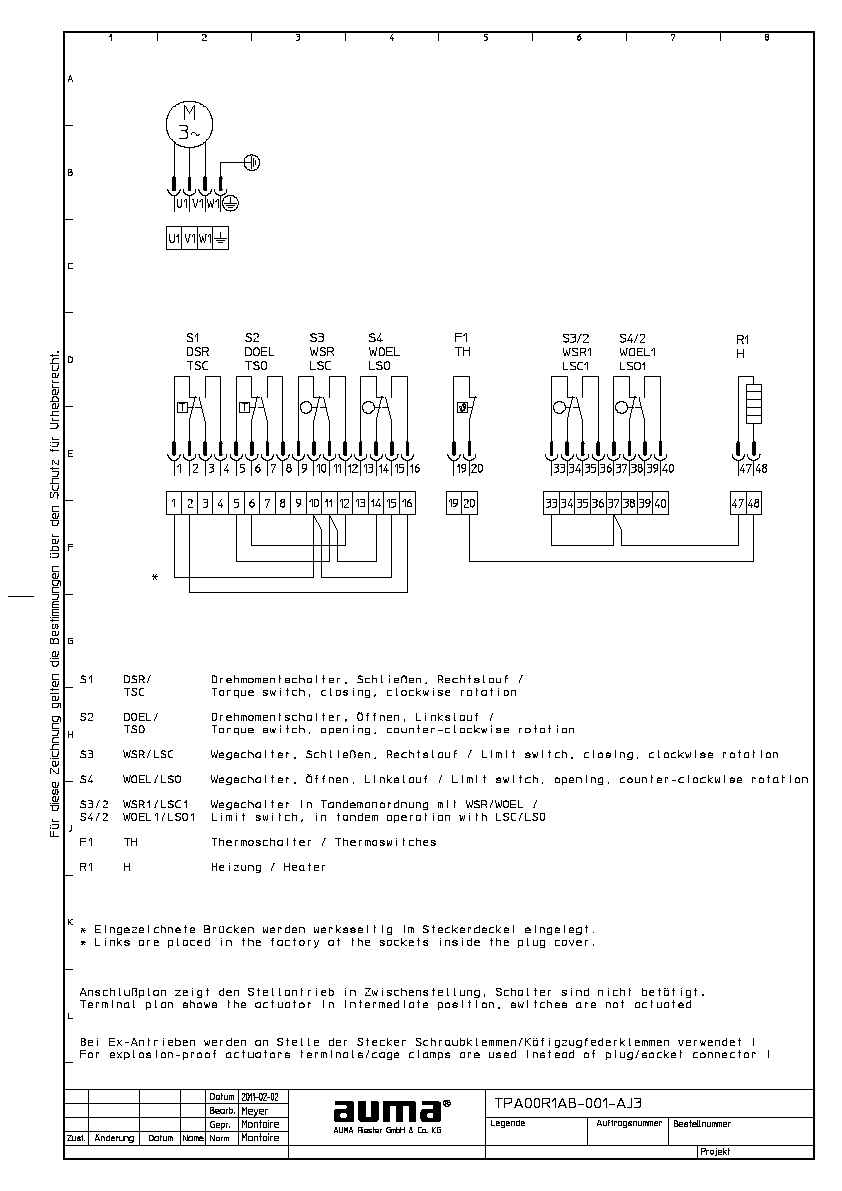 1 2 3 4 5 6 7 8
A
M
3~
B
U1 V1 W1
U1 V1 W1
C
S1 S2 S3 S4 F1 S3/2 S4/2 R1
DSR DOEL WSR WOEL TH WSR1 WOEL1 H
D
TSC TSO LSC LSO LSC1 LSO1
T T ϑ
E
1 2 3 4 5 6 7 8 9 10 11 12 13 14 15 16 19 20 33 34 35 36 37 38 39 40 47 48
1 2 3 4 5 6 7 8 9 10 11 12 13 14 15 16 19 20 33 34 35 36 37 38 39 40 47 48
F
*
G
S1 DSR/ Drehmomentschalter, Schließen, Rechtslauf /
TSC Torque switch, closing, clockwise rotation
S2 DOEL/ Drehmomentschalter, Öffnen, Linkslauf /
TSO Torque switch, opening, counter-clockwise rotation
H
S3 WSR/LSC Wegschalter, Schließen, Rechtslauf / Limit switch, closing, clockwise rotation
S4 WOEL/LSO Wegschalter, Öffnen, Linkslauf / Limit switch, opening, counter-clockwise rotation
S3/2 WSR1/LSC1 Wegschalter in Tandemanordnung mit WSR/WOEL /
S4/2 WOEL1/LSO1 Limit switch, in tandem operation with LSC/LSO
J
F1 TH Thermoschalter / Thermoswitches
R1 H Heizung / Heater
K
* Eingezeichnete Brücken werden werksseitig im Steckerdeckel eingelegt.
* Links are placed in the factory at the sockets inside the plug cover.
Anschlußplan zeigt den Stellantrieb in Zwischenstellung, Schalter sind nicht betätigt.
Terminal plan shows the actuator in intermediate position, switches are not actuated
L
Bei Ex-Antrieben werden an Stelle der Stecker Schraubklemmen/Käfigzugfederklemmen verwendet !
For explosion-proof actuators terminals/cage clamps are used instead of plug/socket connector !
Für diese Zeichnung gelten die Bestimmungen über den Schutz für Urheberrecht.
Datum 2011-02-02
Bearb. Meyer
Gepr. Montaire
Zust. Änderung Datum Name Norm Montaire
auma®
AUMA Riester GmbH & Co. KG
TPA00R1AB-001-AJ3
Legende Auftragsnummer Bestellnummer
Projekt